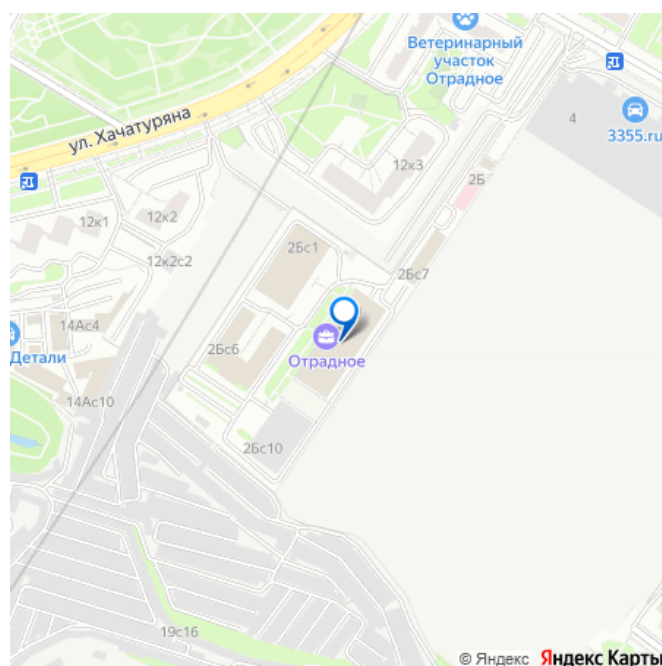 Ветеринарный
участок
Отрадное
ул. Хачатуряна
4
3355.ru
12к3
2Б
12к1
12к2
2Бс1
12к2с2
2Бс7
14Ас4
Детали
2Бс6
Отрадное
14Ас10
2Бс10
19с16
© Яндекс Яндекс Карты